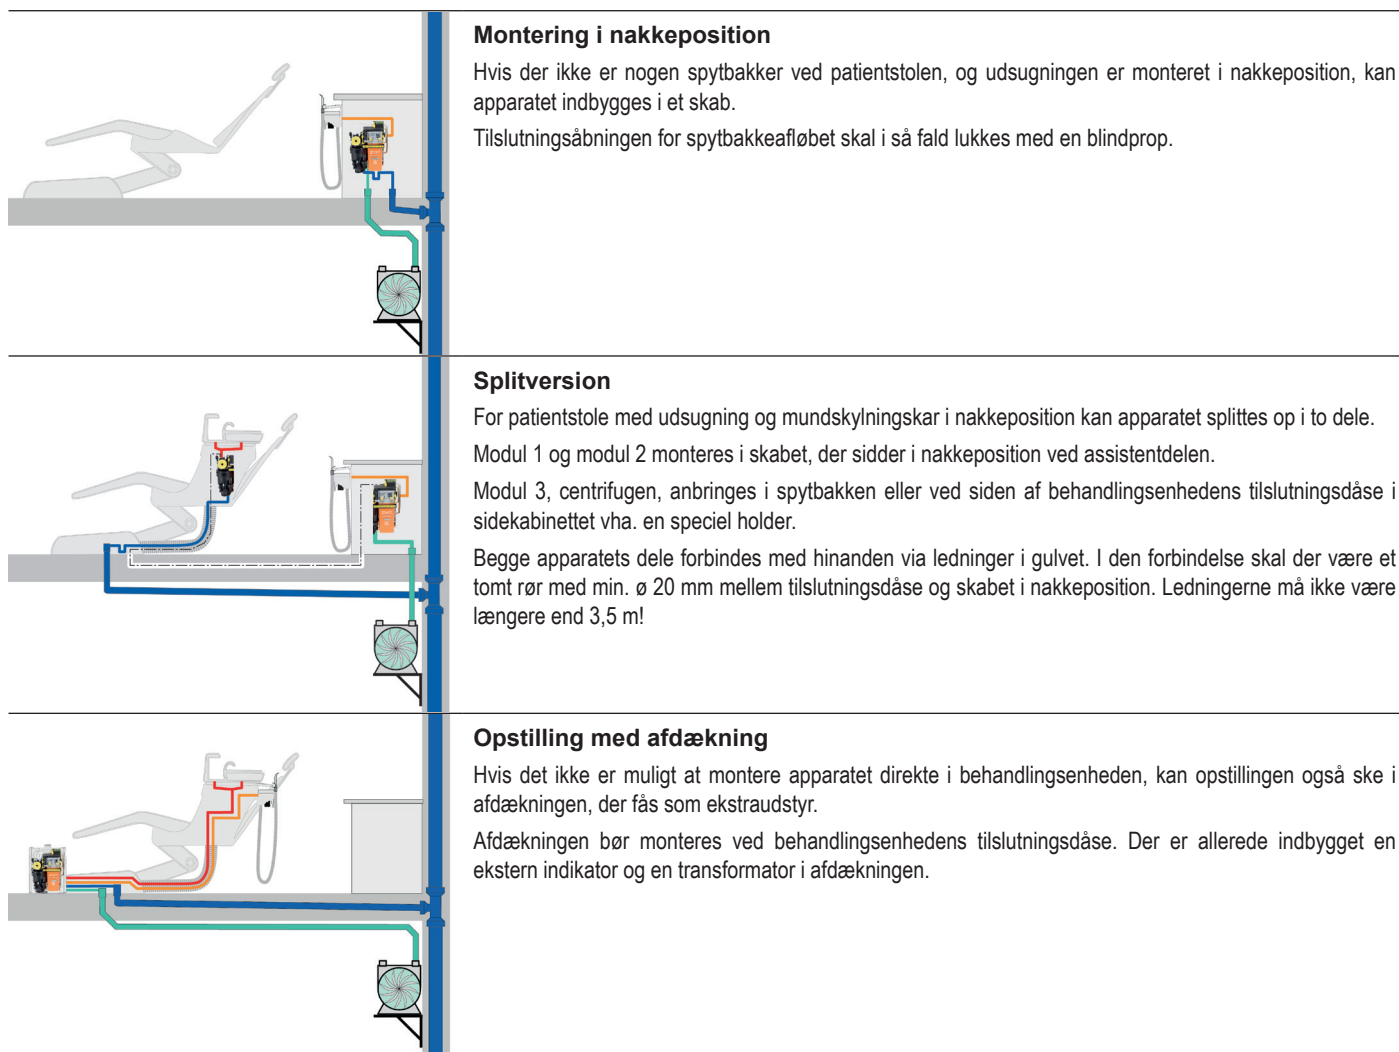 Montering i nakkeposition
Hvis der ikke er nogen spytbakker ved patientstolen, og udsugningen er monteret i nakkeposition, kan
apparatet indbygges i et skab.
Tilslutningsåbningen for spytbakkeafløbet skal i så fald lukkes med en blindprop.
Splitversion
For patientstole med udsugning og mundskylningskar i nakkeposition kan apparatet splittes op i to dele.
Modul 1 og modul 2 monteres i skabet, der sidder i nakkeposition ved assistentdelen.
Modul 3, centrifugen, anbringes i spytbakken eller ved siden af behandlingsenhedens tilslutningsdåse i
sidekabinettet vha. en speciel holder.
Begge apparatets dele forbindes med hinanden via ledninger i gulvet. I den forbindelse skal der være et
tomt rør med min. ø 20 mm mellem tilslutningsdåse og skabet i nakkeposition. Ledningerne må ikke være
længere end 3,5 m!
Opstilling med afdækning
Hvis det ikke er muligt at montere apparatet direkte i behandlingsenheden, kan opstillingen også ske i
afdækningen, der fås som ekstraudstyr.
Afdækningen bør monteres ved behandlingsenhedens tilslutningsdåse. Der er allerede indbygget en
ekstern indikator og en transformator i afdækningen.